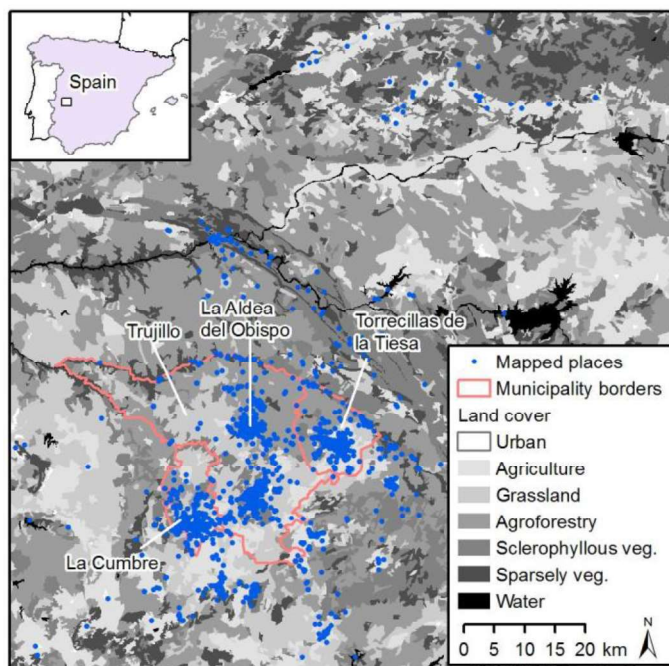 Spain
La Aldea
del Obispo
Trujillo
Torrecillas de
la Tiesa
La Cumbre
Mapped places
Municipality borders
Land cover
Urban
Agriculture
Grassland
Agroforestry
Sclerophyllous veg.
Sparsely veg.
Water
N
0 5 10 20 km